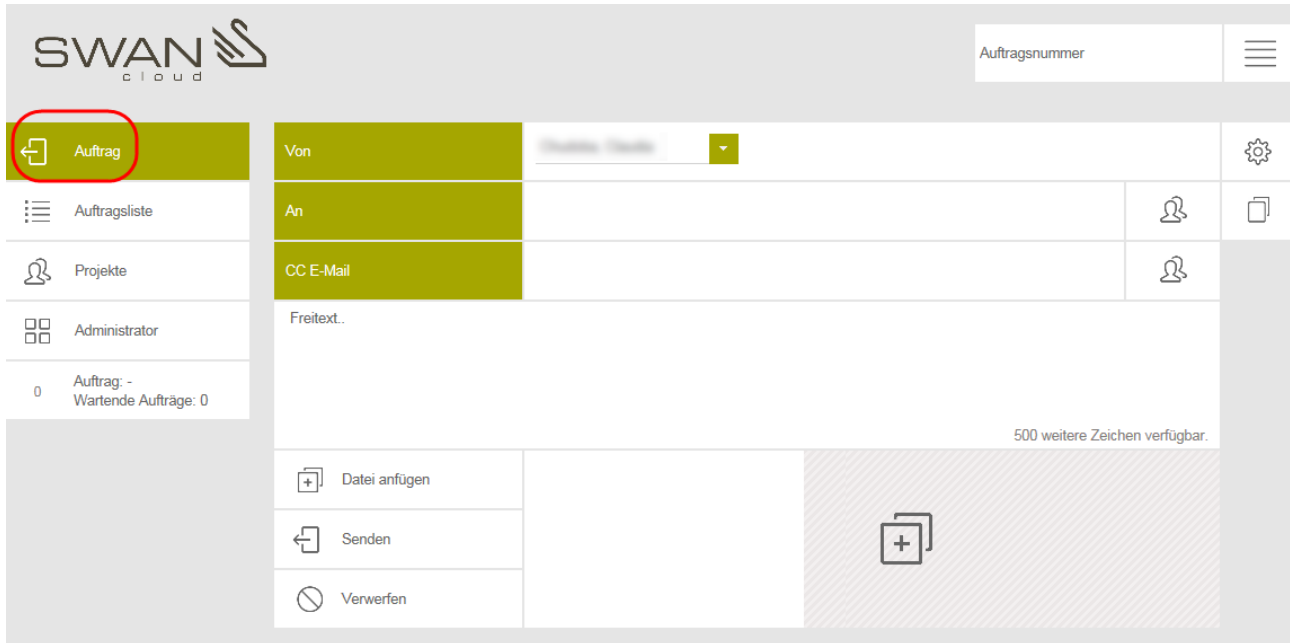 SWAN
cloud
Auftragsnummer
Auftrag
Auftragsliste
Projekte
Administrator
0
Auftrag: -
Wartende Aufträge: 0
Von
An
CC E-Mail
Freitext..
500 weitere Zeichen verfügbar.
Datei anfügen
Senden
Verwerfen